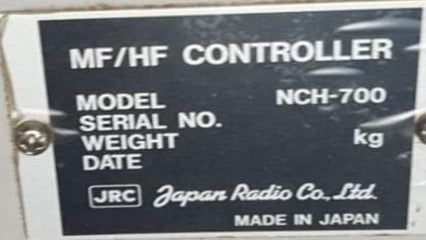 MF/HF CONTROLLER
MODEL NCH-700
SERIAL NO.
WEIGHT kg
DATE
JRC Japan Radio Co., Ltd.
MADE IN JAPAN